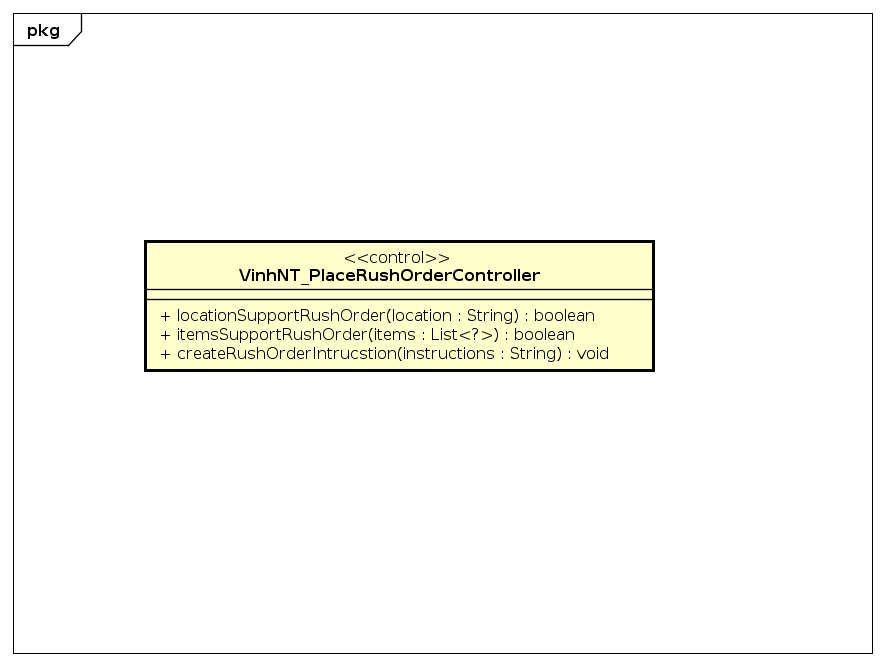 pkg
<<control>>
VinhNT_PlaceRushOrderController
+ locationSupportRushOrder(location : String) : boolean
+ itemsSupportRushOrder(items : List<?>) : boolean
+ createRushOrderIntrucstion(instructions : String) : void